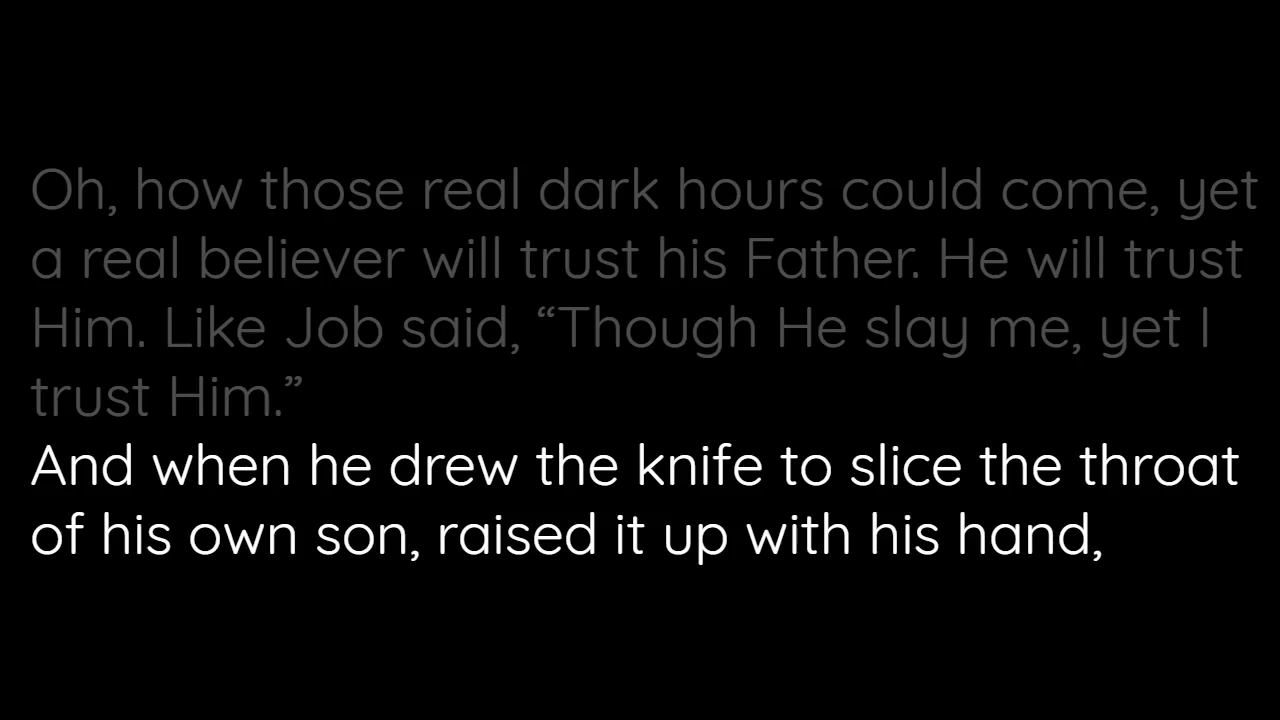 Oh, how those real dark hours could come, yet
a real believer will trust his Father. He will trust
Him. Like Job said, “Though He slay me, yet I
trust Him.”
And when he drew the knife to slice the throat
of his own son, raised it up with his hand,